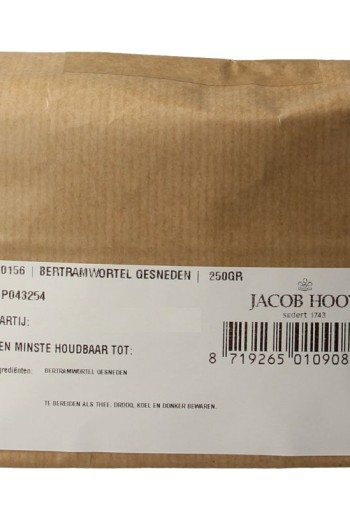 0156 | BERTRAMWORTEL GESNEDEN | 250GR
P043254
ARTIJ:
EN MINSTE HOUDBAAR TOT:
grediënten. BERTRAMWORTEL GESNEDEN
TE BEREIDEN ALS THEE. DROOG, KOEL EN DONKER BEWAREN.
JACOB HOOY
sedert 1743
8 719265 010908